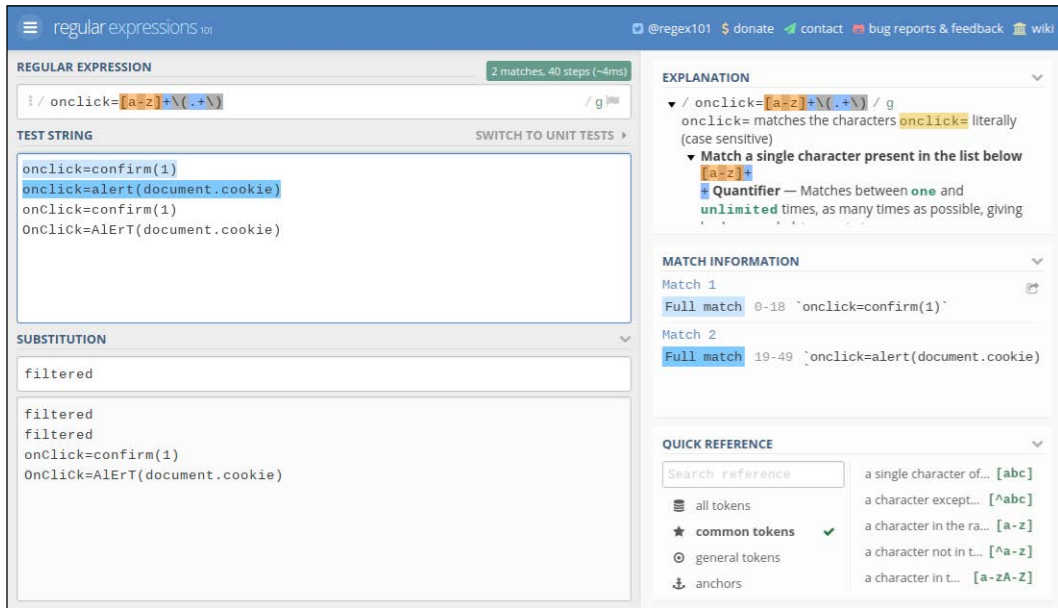 regular expressions 101
@regex101 $ donate contact bug reports & feedback wiki
REGULAR EXPRESSION
2 matches, 40 steps (~4ms)
/ onclick=[a-z]+\(.+\) / g
TEST STRING
SWITCH TO UNIT TESTS
onclick=confirm(1)
onclick=alert(document.cookie)
onClick=confirm(1)
OnCliCk=AlErT(document.cookie)
SUBSTITUTION
filtered
filtered
filtered
onClick=confirm(1)
OnCliCk=AlErT(document.cookie)
EXPLANATION
/ onclick=[a-z]+\(.+\) / g
onclick= matches the characters onclick= literally
(case sensitive)
Match a single character present in the list below
[a-z]+
+ Quantifier — Matches between one and
unlimited times, as many times as possible, giving
MATCH INFORMATION
Match 1
Full match 0-18 `onclick=confirm(1)`
Match 2
Full match 19-49 `onclick=alert(document.cookie)
`
QUICK REFERENCE
Search reference
all tokens
common tokens
general tokens
anchors
a single character of... [abc]
a character except... [^abc]
a character in the ra... [a-z]
a character not in t... [^a-z]
a character in t... [a-zA-Z]